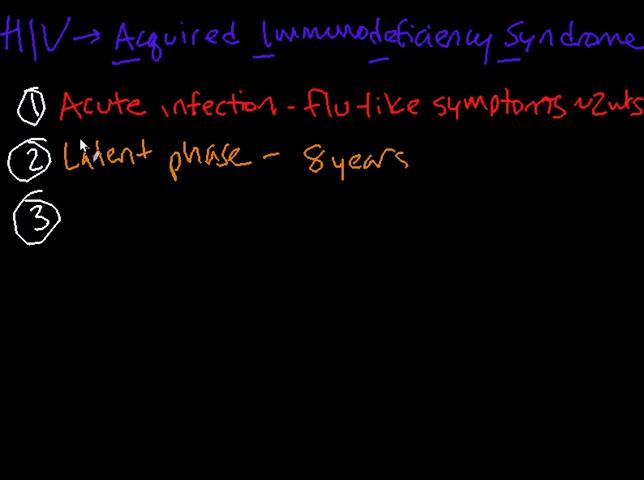 HIV → Acquired Immunodeficiency Syndrome
① Acute infection - flu-like symptoms ~2wks
② Latent phase - 8 years
③